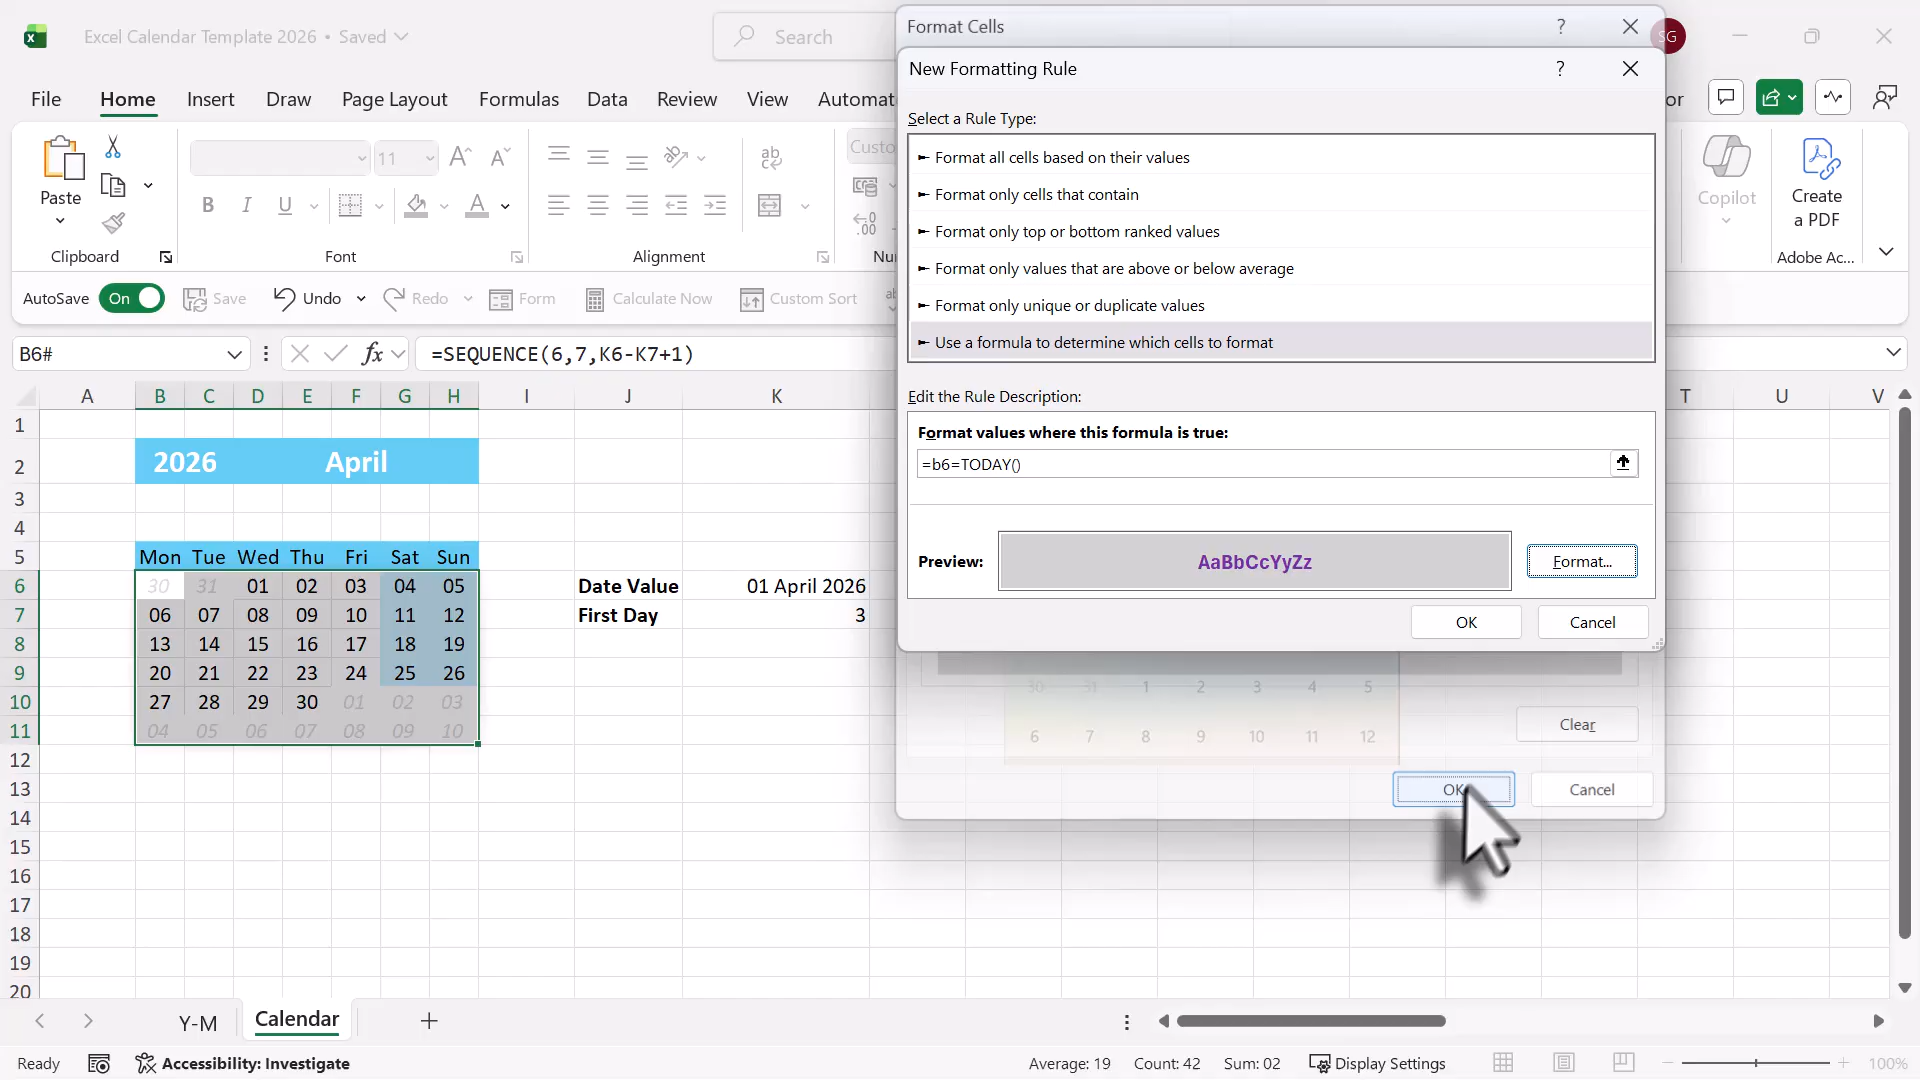 Excel Calendar Template 2026 • Saved
Search
SG
File Home Insert Draw Page Layout Formulas Data Review View Automat or
Paste
11
B I U A
ab
Custo
Copilot
Create
a PDF
Clipboard Font Alignment Nu Adobe Ac...
AutoSave On Save Undo Redo Form Calculate Now Custom Sort
B6# fx =SEQUENCE(6,7,K6-K7+1)
A B C D E F G H I J K T U V
1
2 2026 April
3
4
5 Mon Tue Wed Thu Fri Sat Sun
6 30 31 01 02 03 04 05 Date Value 01 April 2026
7 06 07 08 09 10 11 12 First Day 3
8 13 14 15 16 17 18 19
9 20 21 22 23 24 25 26
10 27 28 29 30 01 02 03
11 04 05 06 07 08 09 10
12
13
14
15
16
17
18
19
20
Format Cells ?
New Formatting Rule ?
Select a Rule Type:
► Format all cells based on their values
► Format only cells that contain
► Format only top or bottom ranked values
► Format only values that are above or below average
► Format only unique or duplicate values
► Use a formula to determine which cells to format
Edit the Rule Description:
Format values where this formula is true:
=b6=TODAY()
Preview: AaBbCcYyZz Format...
OK Cancel
30 31 1 2 3 4 5
6 7 8 9 10 11 12
Clear
OK Cancel
Y-M Calendar +
Ready Accessibility: Investigate Average: 19 Count: 42 Sum: 02 Display Settings 100%